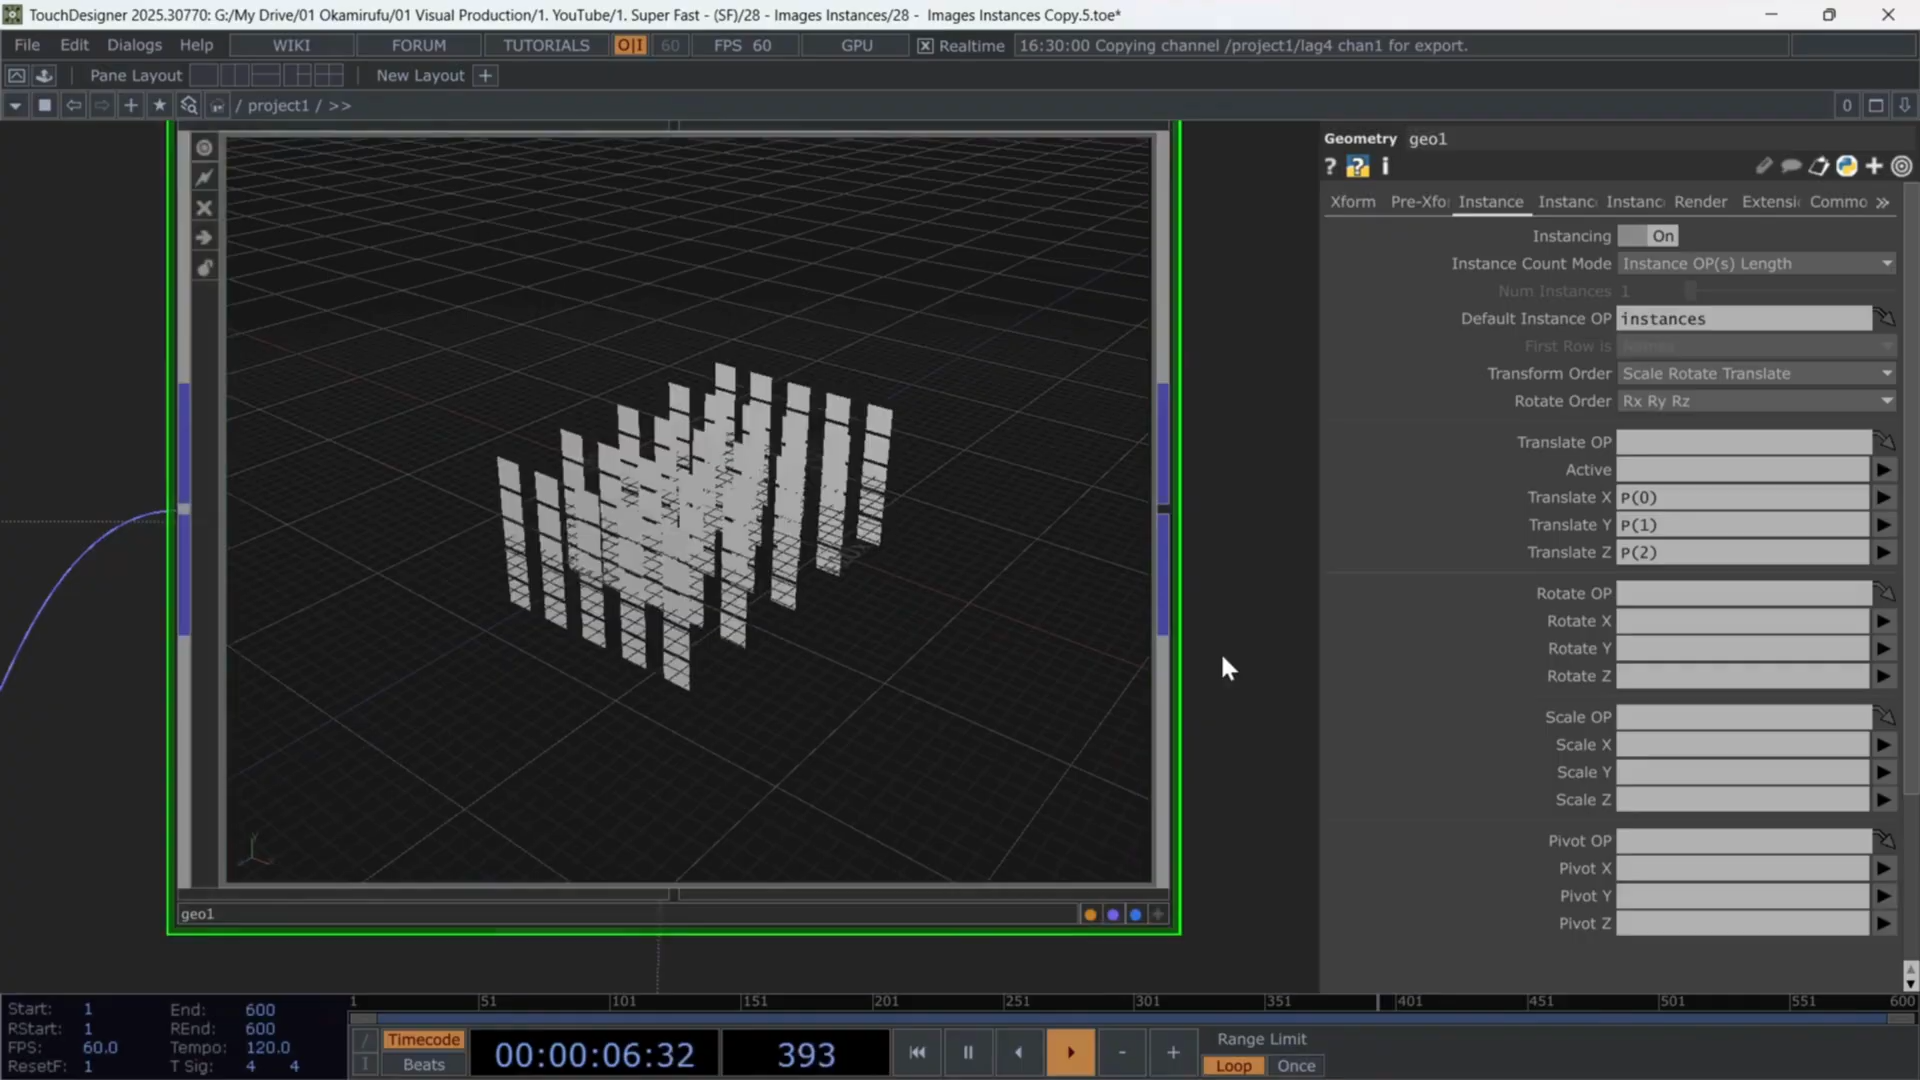 TouchDesigner 2025.30770: G:/My Drive/01 Okamirufu/01 Visual Production/1. YouTube/1. Super Fast - (SF)/28 - Images Instances/28 -  Images Instances Copy.5.toe*
File Edit Dialogs Help WIKI FORUM TUTORIALS O|I 60 FPS 60 GPU Realtime 16:30:00 Copying channel /project1/lag4 chan1 for export.
Pane Layout New Layout +
/ project1 / >> 0
Geometry geo1
? ? i
Xform Pre-Xfo Instance Instanc Instanc Render Extensi Commo »
Instancing On
Instance Count Mode Instance OP(s) Length
Num Instances 1
Default Instance OP instances
First Row is Names
Transform Order Scale Rotate Translate
Rotate Order Rx Ry Rz
Translate OP
Active
Translate X P(0)
Translate Y P(1)
Translate Z P(2)
Rotate OP
Rotate X
Rotate Y
Rotate Z
Scale OP
Scale X
Scale Y
Scale Z
Pivot OP
Pivot X
Pivot Y
Pivot Z
geo1
Start: 1 End: 600
RStart: 1 REnd: 600
FPS: 60.0 Tempo: 120.0
ResetF: 1 T Sig: 4 4
1 51 101 151 201 251 301 351 401 451 501 551 600
Timecode
Beats
00:00:06:32 393
- +
Range Limit
Loop Once